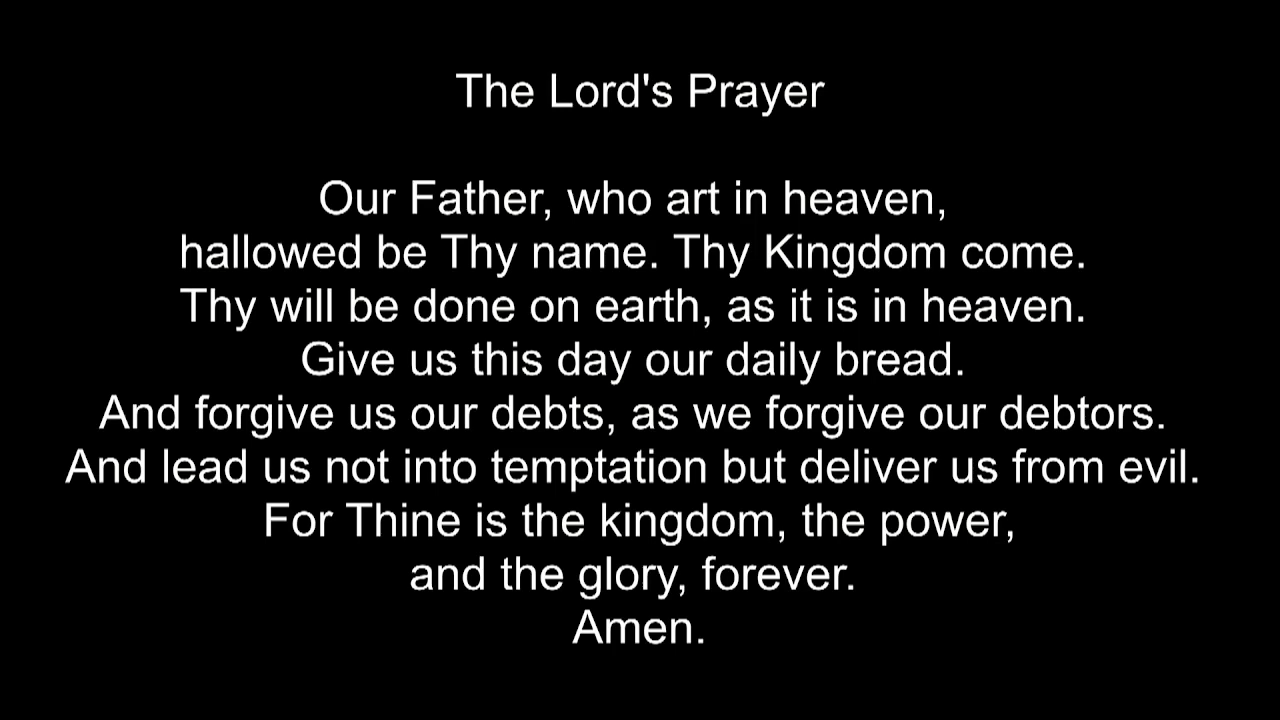 The Lord's Prayer
Our Father, who art in heaven,
hallowed be Thy name. Thy Kingdom come.
Thy will be done on earth, as it is in heaven.
Give us this day our daily bread.
And forgive us our debts, as we forgive our debtors.
And lead us not into temptation but deliver us from evil.
For Thine is the kingdom, the power,
and the glory, forever.
Amen.